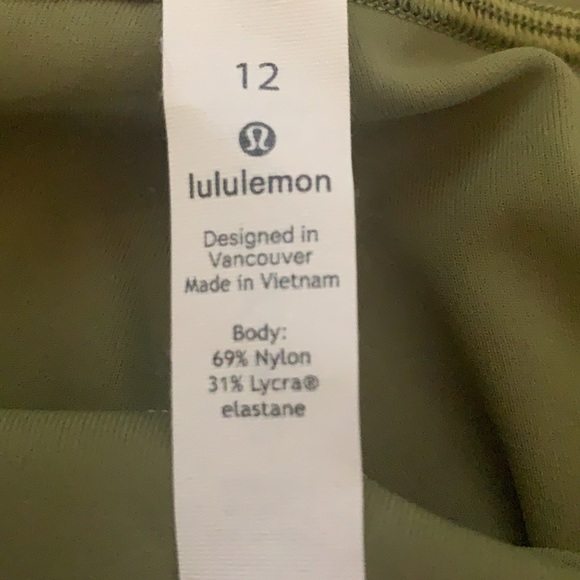 12
lululemon
Designed in
Vancouver
Made in Vietnam
Body:
69% Nylon
31% Lycra®
elastane